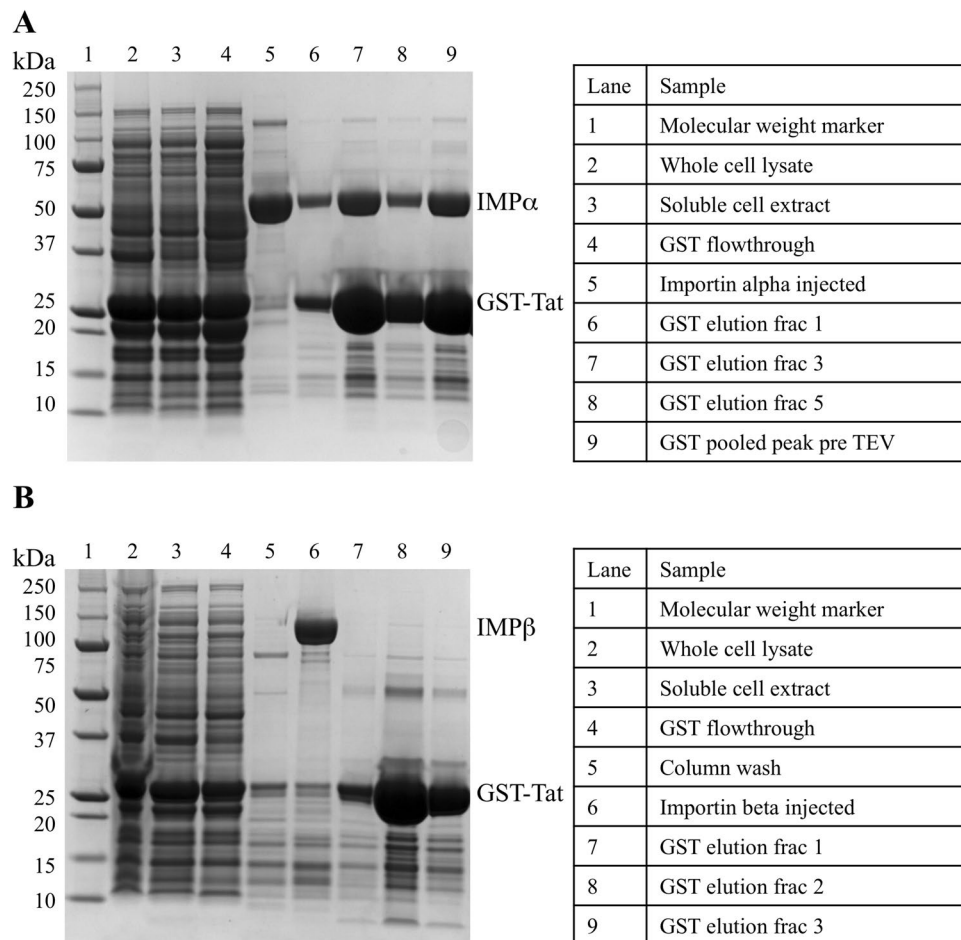 A
1 2 3 4 5 6 7 8 9
kDa
250
150
100
75
50
37
25
20
15
10
IMPα
GST-Tat
Lane Sample
1 Molecular weight marker
2 Whole cell lysate
3 Soluble cell extract
4 GST flowthrough
5 Importin alpha injected
6 GST elution frac 1
7 GST elution frac 3
8 GST elution frac 5
9 GST pooled peak pre TEV
B
1 2 3 4 5 6 7 8 9
kDa
250
150
100
75
50
37
25
20
15
10
IMPβ
GST-Tat
Lane Sample
1 Molecular weight marker
2 Whole cell lysate
3 Soluble cell extract
4 GST flowthrough
5 Column wash
6 Importin beta injected
7 GST elution frac 1
8 GST elution frac 2
9 GST elution frac 3